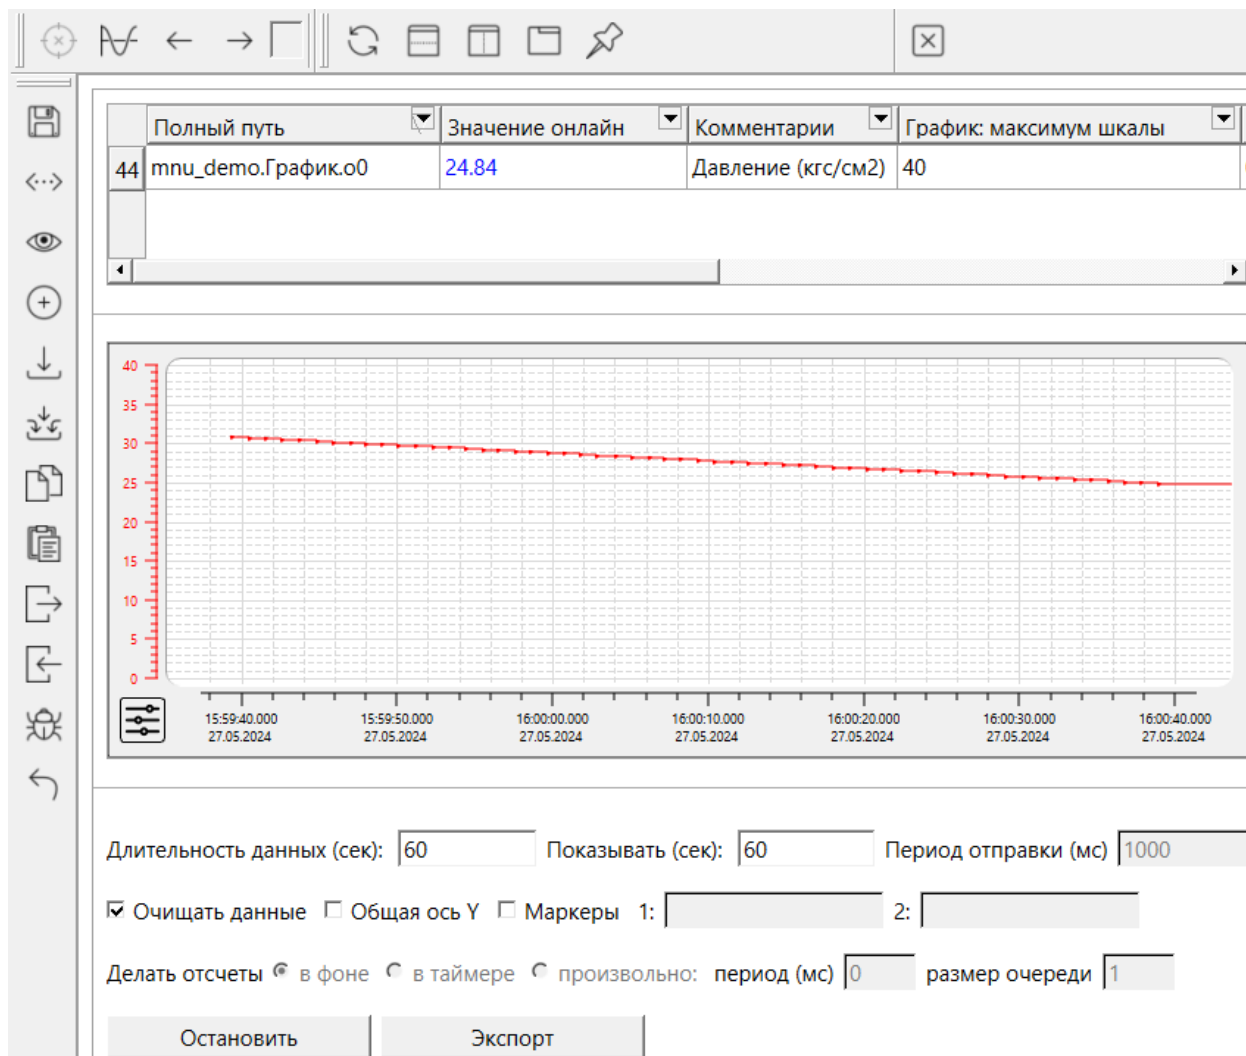 Полный путь Значение онлайн Комментарии График: максимум шкалы
44 mnu_demo.График.o0 24.84 Давление (кгс/см2) 40
40
35
30
25
20
15
10
5
0
15:59:40.000 15:59:50.000 16:00:00.000 16:00:10.000 16:00:20.000 16:00:30.000 16:00:40.000
27.05.2024 27.05.2024 27.05.2024 27.05.2024 27.05.2024 27.05.2024 27.05.2024
Длительность данных (сек): 60 Показывать (сек): 60 Период отправки (мс) 1000
Очищать данные Общая ось Y Маркеры 1: 2:
Делать отсчеты в фоне в таймере произвольно: период (мс) 0 размер очереди 1
Остановить Экспорт